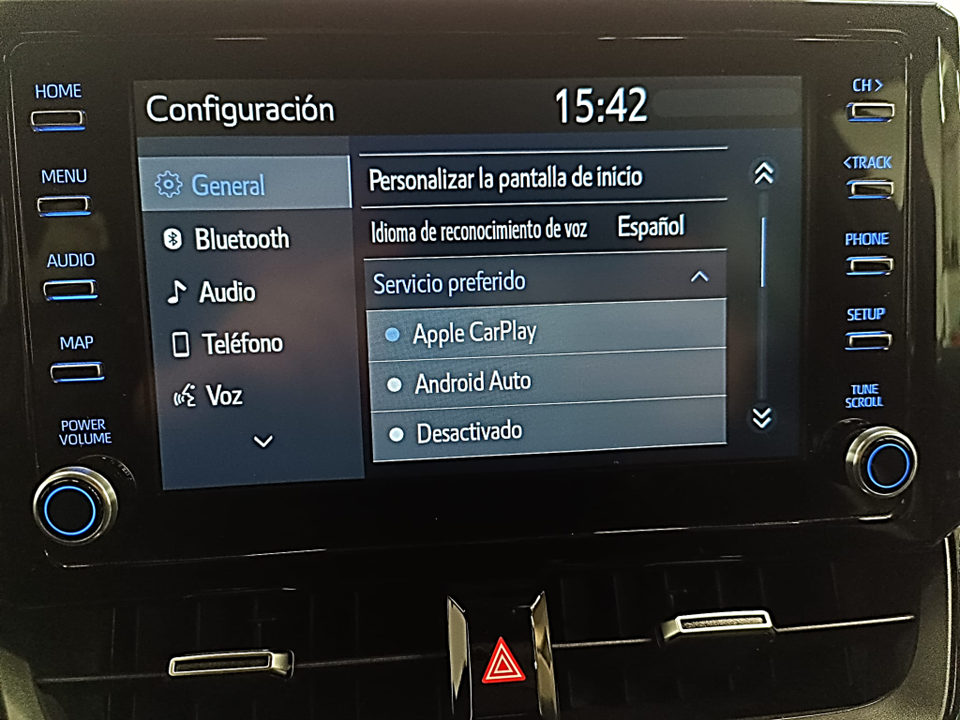 HOME
MENU
AUDIO
MAP
POWER
VOLUME
Configuración
15:42
General
Bluetooth
Audio
Teléfono
Voz
Personalizar la pantalla de inicio
Idioma de reconocimiento de voz Español
Servicio preferido
Apple CarPlay
Android Auto
Desactivado
CH >
< TRACK
PHONE
SETUP
TUNE
SCROLL